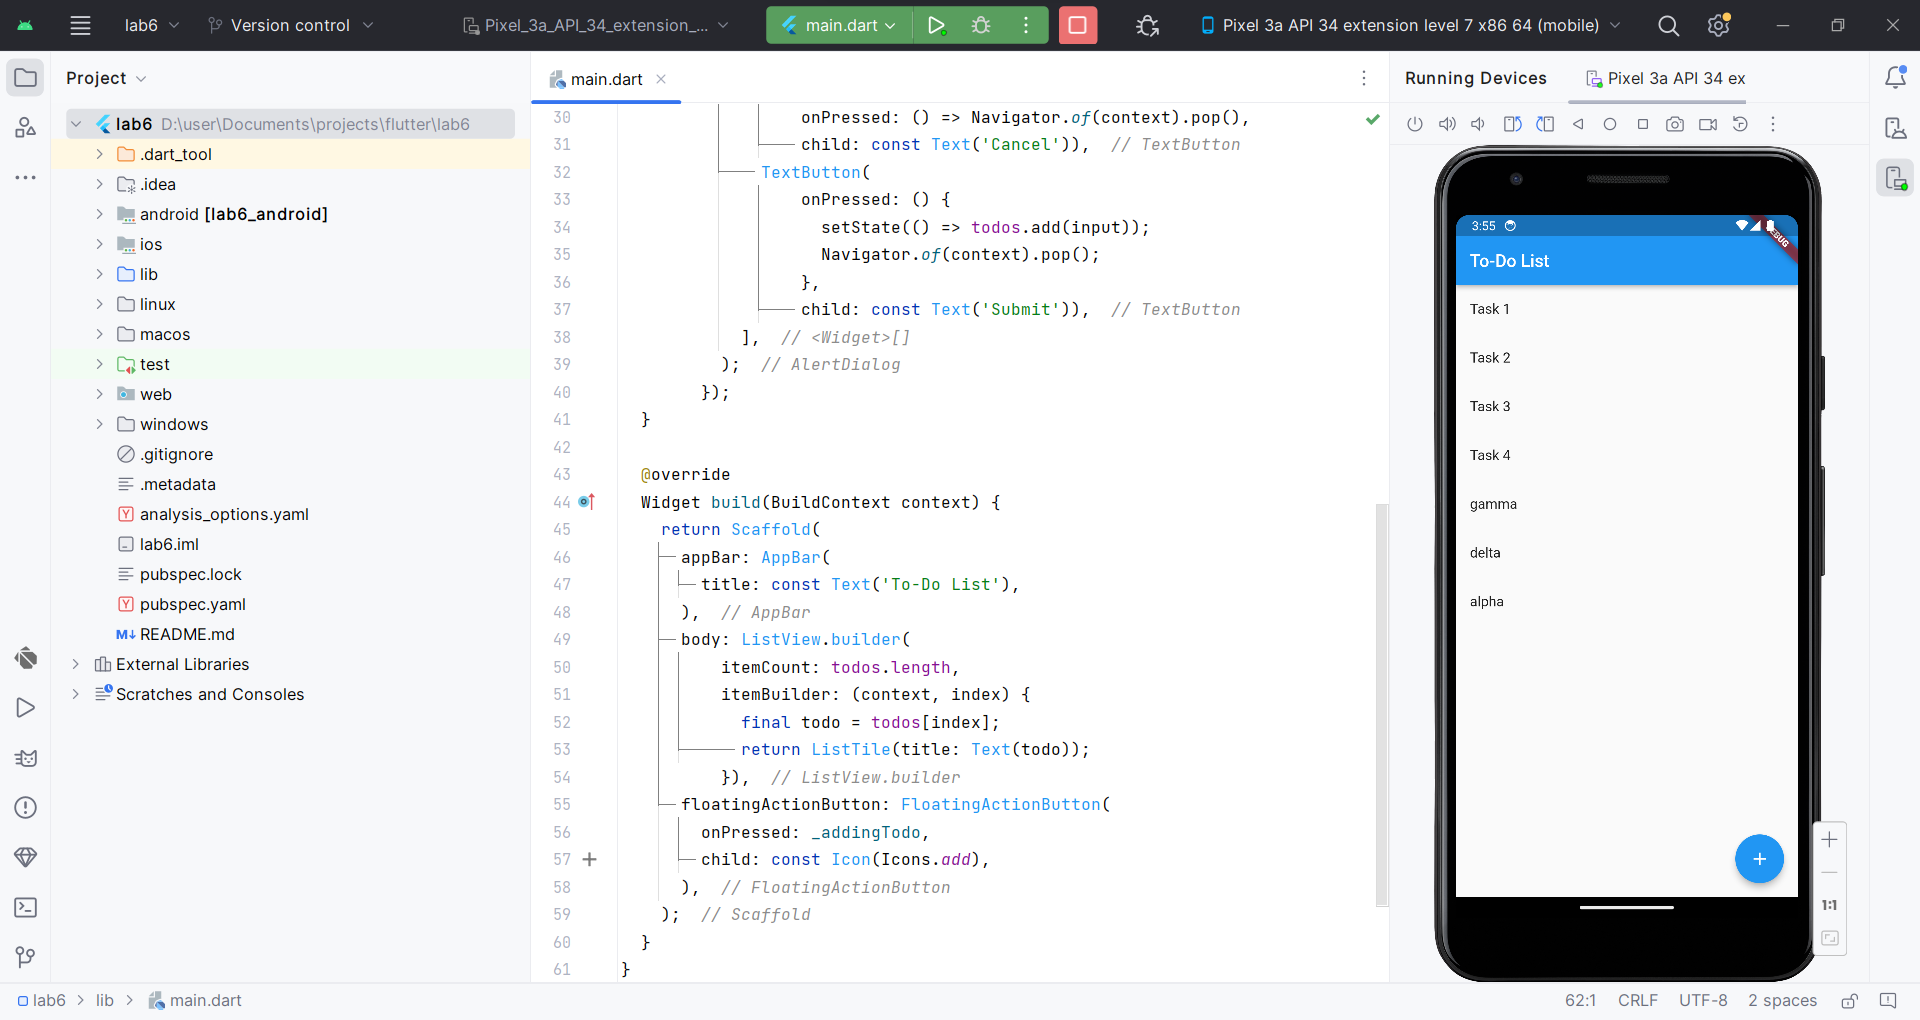 lab6
Version control
Pixel_3a_API_34_extension_...
main.dart
Pixel 3a API 34 extension level 7 x86 64 (mobile)
Project
lab6 D:\user\Documents\projects\flutter\lab6
.dart_tool
.idea
android [lab6_android]
ios
lib
linux
macos
test
web
windows
.gitignore
.metadata
analysis_options.yaml
lab6.iml
pubspec.lock
pubspec.yaml
README.md
External Libraries
Scratches and Consoles
main.dart
30 onPressed: () => Navigator.of(context).pop(),
31 child: const Text('Cancel')), // TextButton
32 TextButton(
33 onPressed: () {
34 setState(() => todos.add(input));
35 Navigator.of(context).pop();
36 },
37 child: const Text('Submit')), // TextButton
38 ], // <Widget>[]
39 ); // AlertDialog
40 });
41 }
42
43 @override
44 Widget build(BuildContext context) {
45 return Scaffold(
46 appBar: AppBar(
47 title: const Text('To-Do List'),
48 ), // AppBar
49 body: ListView.builder(
50 itemCount: todos.length,
51 itemBuilder: (context, index) {
52 final todo = todos[index];
53 return ListTile(title: Text(todo));
54 }), // ListView.builder
55 floatingActionButton: FloatingActionButton(
56 onPressed: _addingTodo,
57 child: const Icon(Icons.add),
58 ), // FloatingActionButton
59 ); // Scaffold
60 }
61 }
Running Devices
Pixel 3a API 34 ex
3:55
DEBUG
To-Do List
Task 1
Task 2
Task 3
Task 4
gamma
delta
alpha
1:1
lab6 > lib > main.dart
62:1 CRLF UTF-8 2 spaces